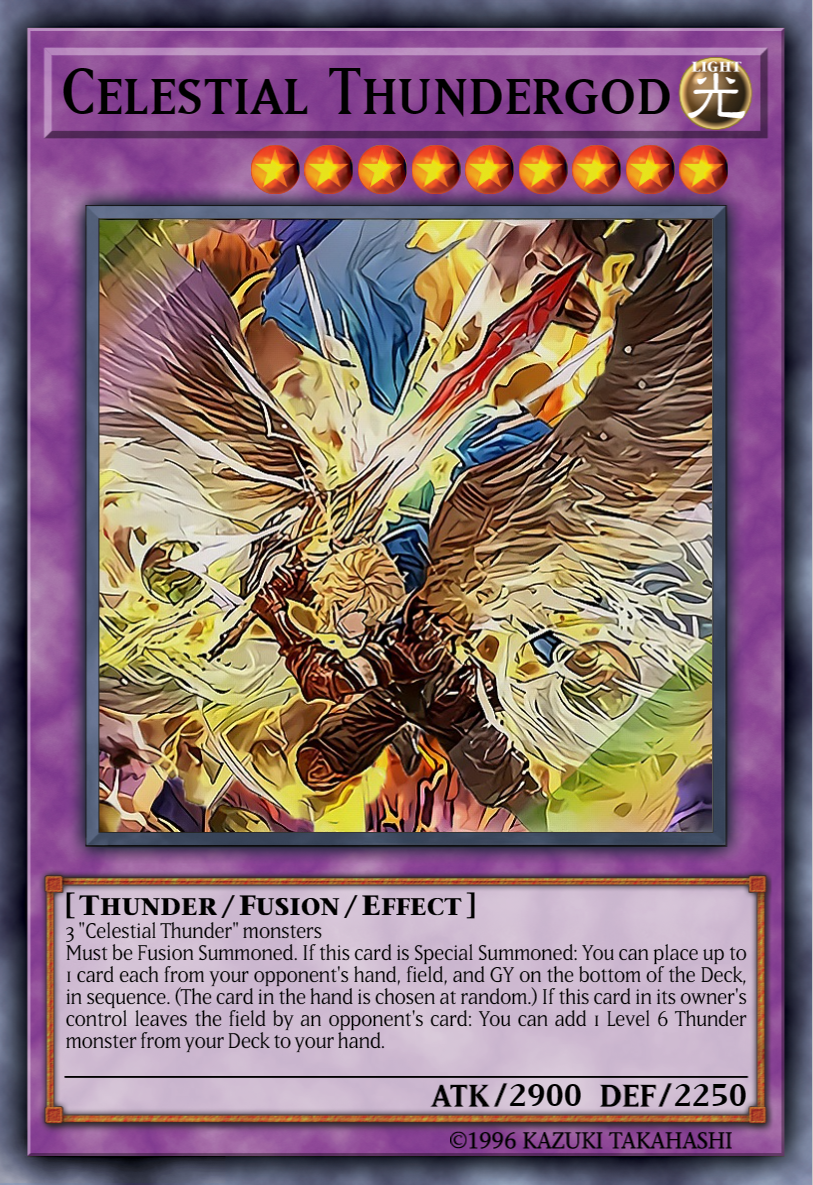 Celestial Thundergod
LIGHT
光
[ Thunder / Fusion / Effect ]
3 "Celestial Thunder" monsters
Must be Fusion Summoned. If this card is Special Summoned: You can place up to
1 card each from your opponent's hand, field, and GY on the bottom of the Deck,
in sequence. (The card in the hand is chosen at random.) If this card in its owner's
control leaves the field by an opponent's card: You can add 1 Level 6 Thunder
monster from your Deck to your hand.
ATK/2900 DEF/2250
©1996 KAZUKI TAKAHASHI